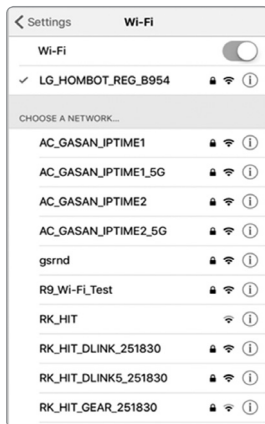 Settings Wi-Fi
Wi-Fi
LG_HOMBOT_REG_B954
CHOOSE A NETWORK...
AC_GASAN_IPTIME1
AC_GASAN_IPTIME1_5G
AC_GASAN_IPTIME2
AC_GASAN_IPTIME2_5G
gsrnd
R9_Wi-Fi_Test
RK_HIT
RK_HIT_DLINK_251830
RK_HIT_DLINK5_251830
RK_HIT_GEAR_251830